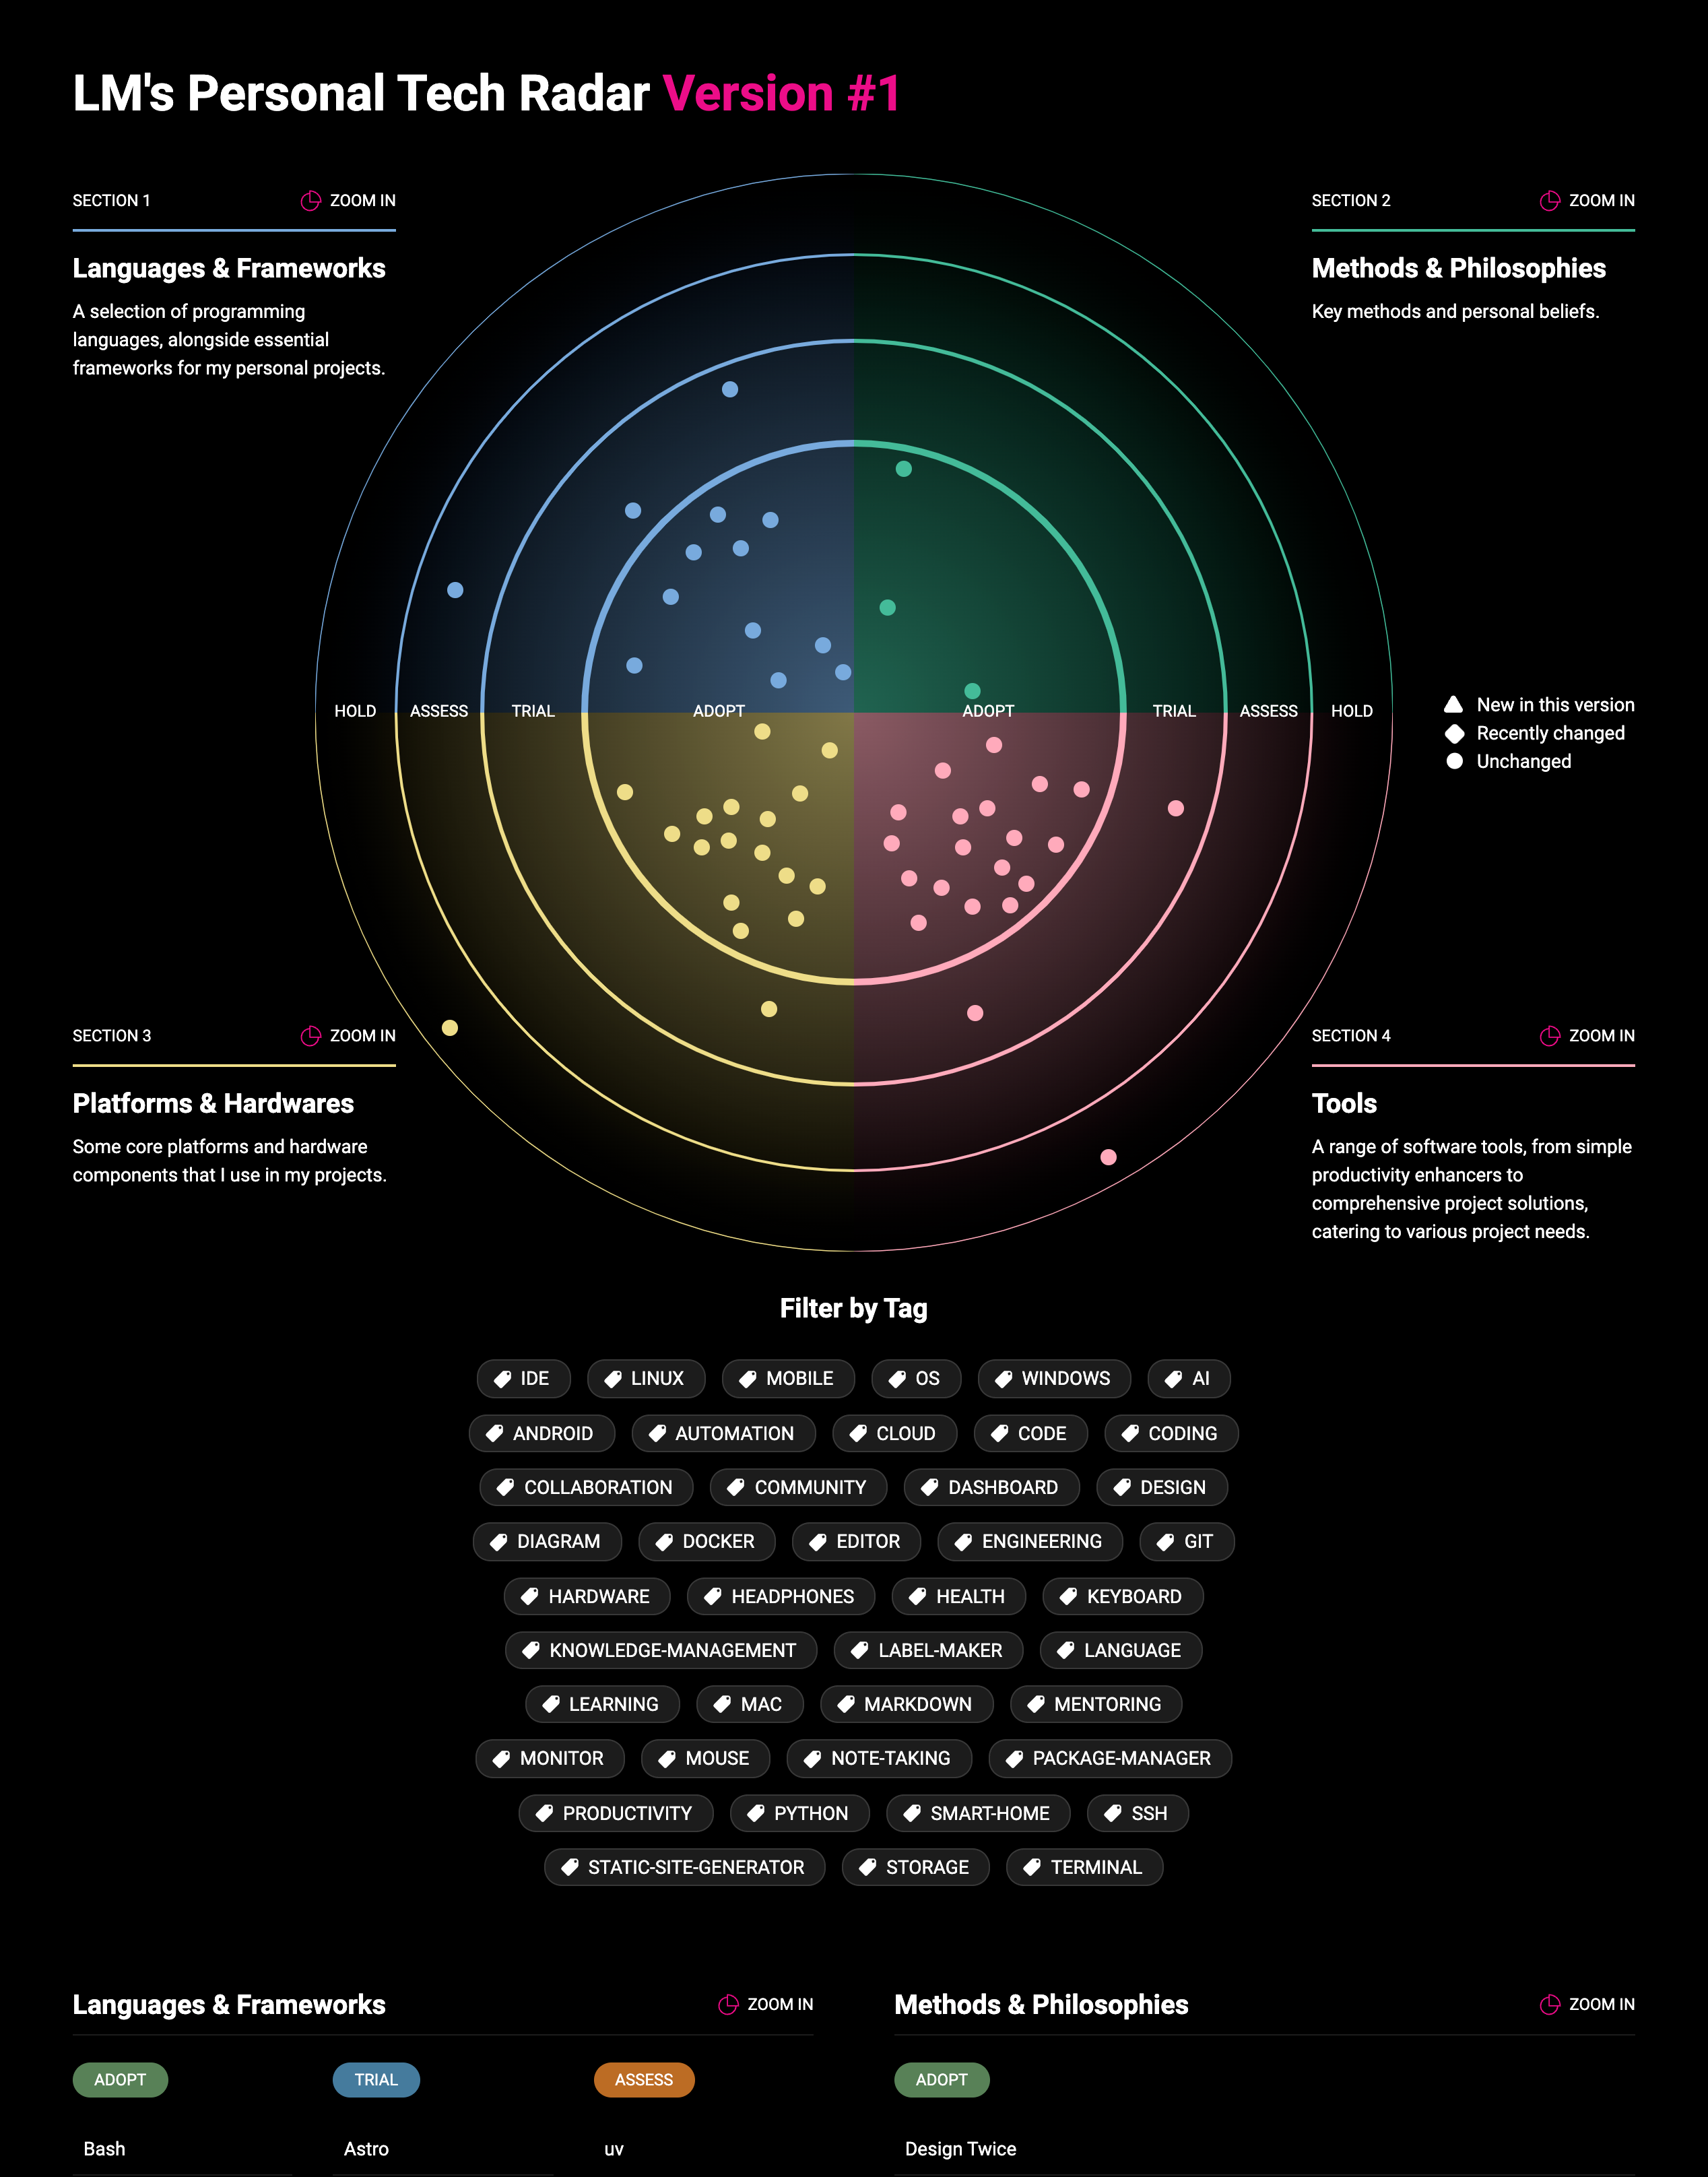 LM's Personal Tech Radar Version #1
SECTION 1
ZOOM IN
Languages & Frameworks
A selection of programming
languages, alongside essential
frameworks for my personal projects.
SECTION 2
ZOOM IN
Methods & Philosophies
Key methods and personal beliefs.
HOLD ASSESS TRIAL ADOPT ADOPT TRIAL ASSESS HOLD
New in this version
Recently changed
Unchanged
SECTION 3
ZOOM IN
Platforms & Hardwares
Some core platforms and hardware
components that I use in my projects.
SECTION 4
ZOOM IN
Tools
A range of software tools, from simple
productivity enhancers to
comprehensive project solutions,
catering to various project needs.
Filter by Tag
IDE LINUX MOBILE OS WINDOWS AI
ANDROID AUTOMATION CLOUD CODE CODING
COLLABORATION COMMUNITY DASHBOARD DESIGN
DIAGRAM DOCKER EDITOR ENGINEERING GIT
HARDWARE HEADPHONES HEALTH KEYBOARD
KNOWLEDGE-MANAGEMENT LABEL-MAKER LANGUAGE
LEARNING MAC MARKDOWN MENTORING
MONITOR MOUSE NOTE-TAKING PACKAGE-MANAGER
PRODUCTIVITY PYTHON SMART-HOME SSH
STATIC-SITE-GENERATOR STORAGE TERMINAL
Languages & Frameworks ZOOM IN
ADOPT TRIAL ASSESS
Bash Astro uv
Methods & Philosophies ZOOM IN
ADOPT
Design Twice